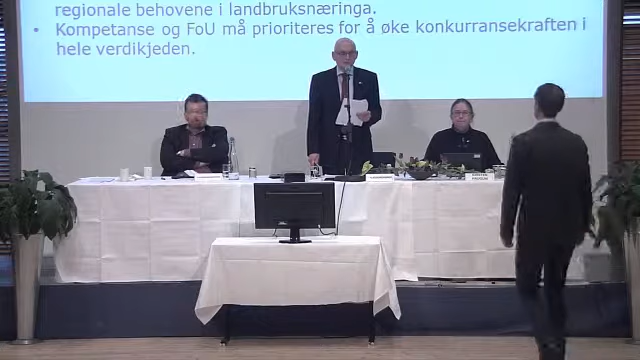 regionale behovene i landbruksnæringa.
• Kompetanse og FoU må prioriteres for å øke konkurransekraften i
hele verdikjeden.